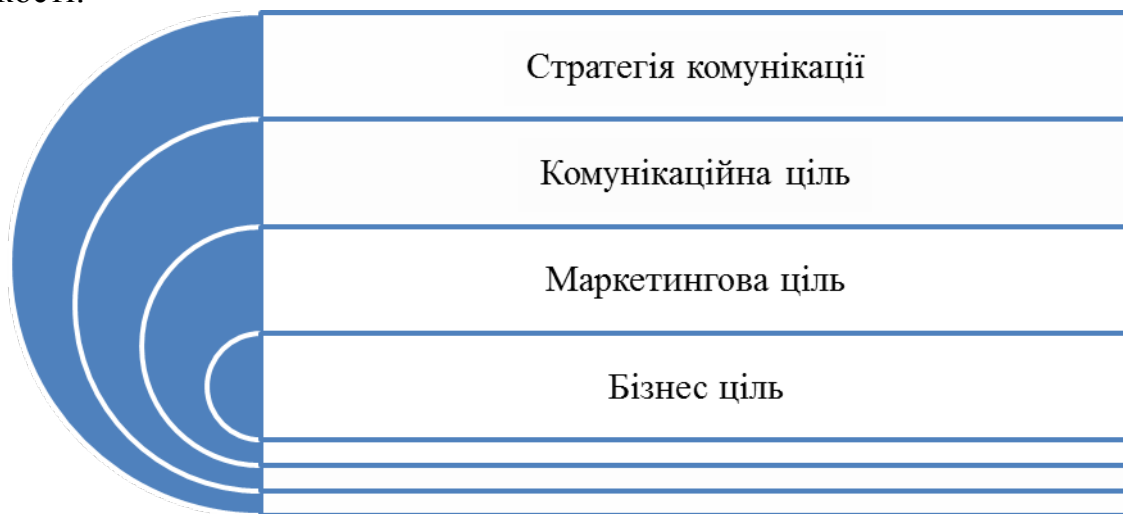 Стратегія комунікації
Комунікаційна ціль
Маркетингова ціль
Бізнес ціль